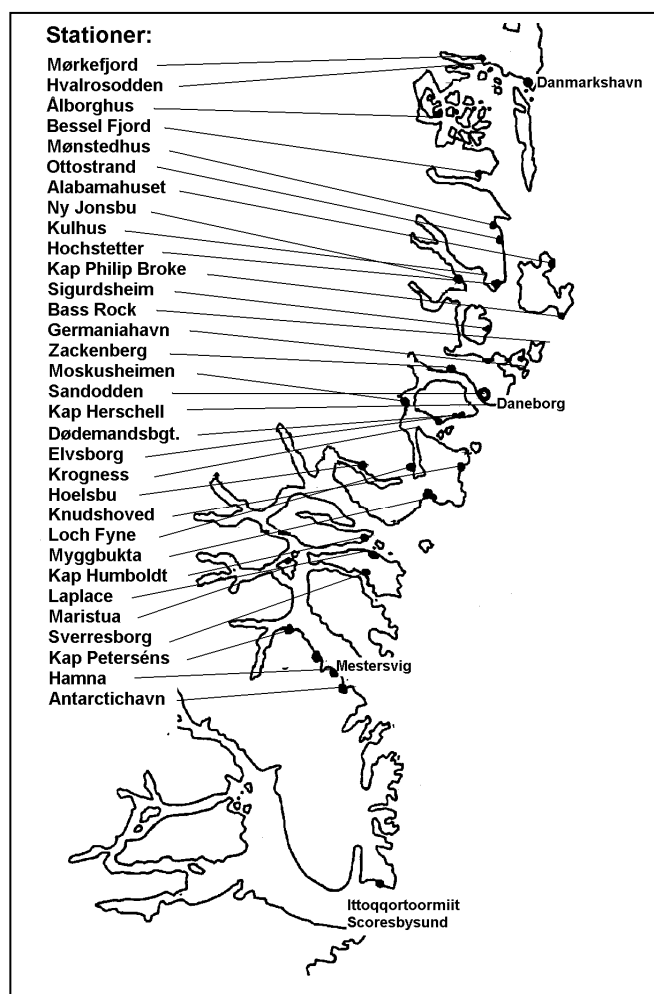 Stationer:
Mørkefjord
Hvalrosodden
Ålborghus
Bessel Fjord
Mønstedhus
Ottostrand
Alabamahuset
Ny Jonsbu
Kulhus
Hochstetter
Kap Philip Broke
Sigurdsheim
Bass Rock
Germaniahavn
Zackenberg
Moskusheimen
Sandodden
Kap Herschell
Dødemandsbgt.
Elvsborg
Krogness
Hoelsbu
Knudshoved
Loch Fyne
Myggbukta
Kap Humboldt
Laplace
Maristua
Sverresborg
Kap Peterséns
Hamna
Antarctichavn
Danmarkshavn
Daneborg
Mestersvig
Ittoqqortoormiit
Scoresbysund